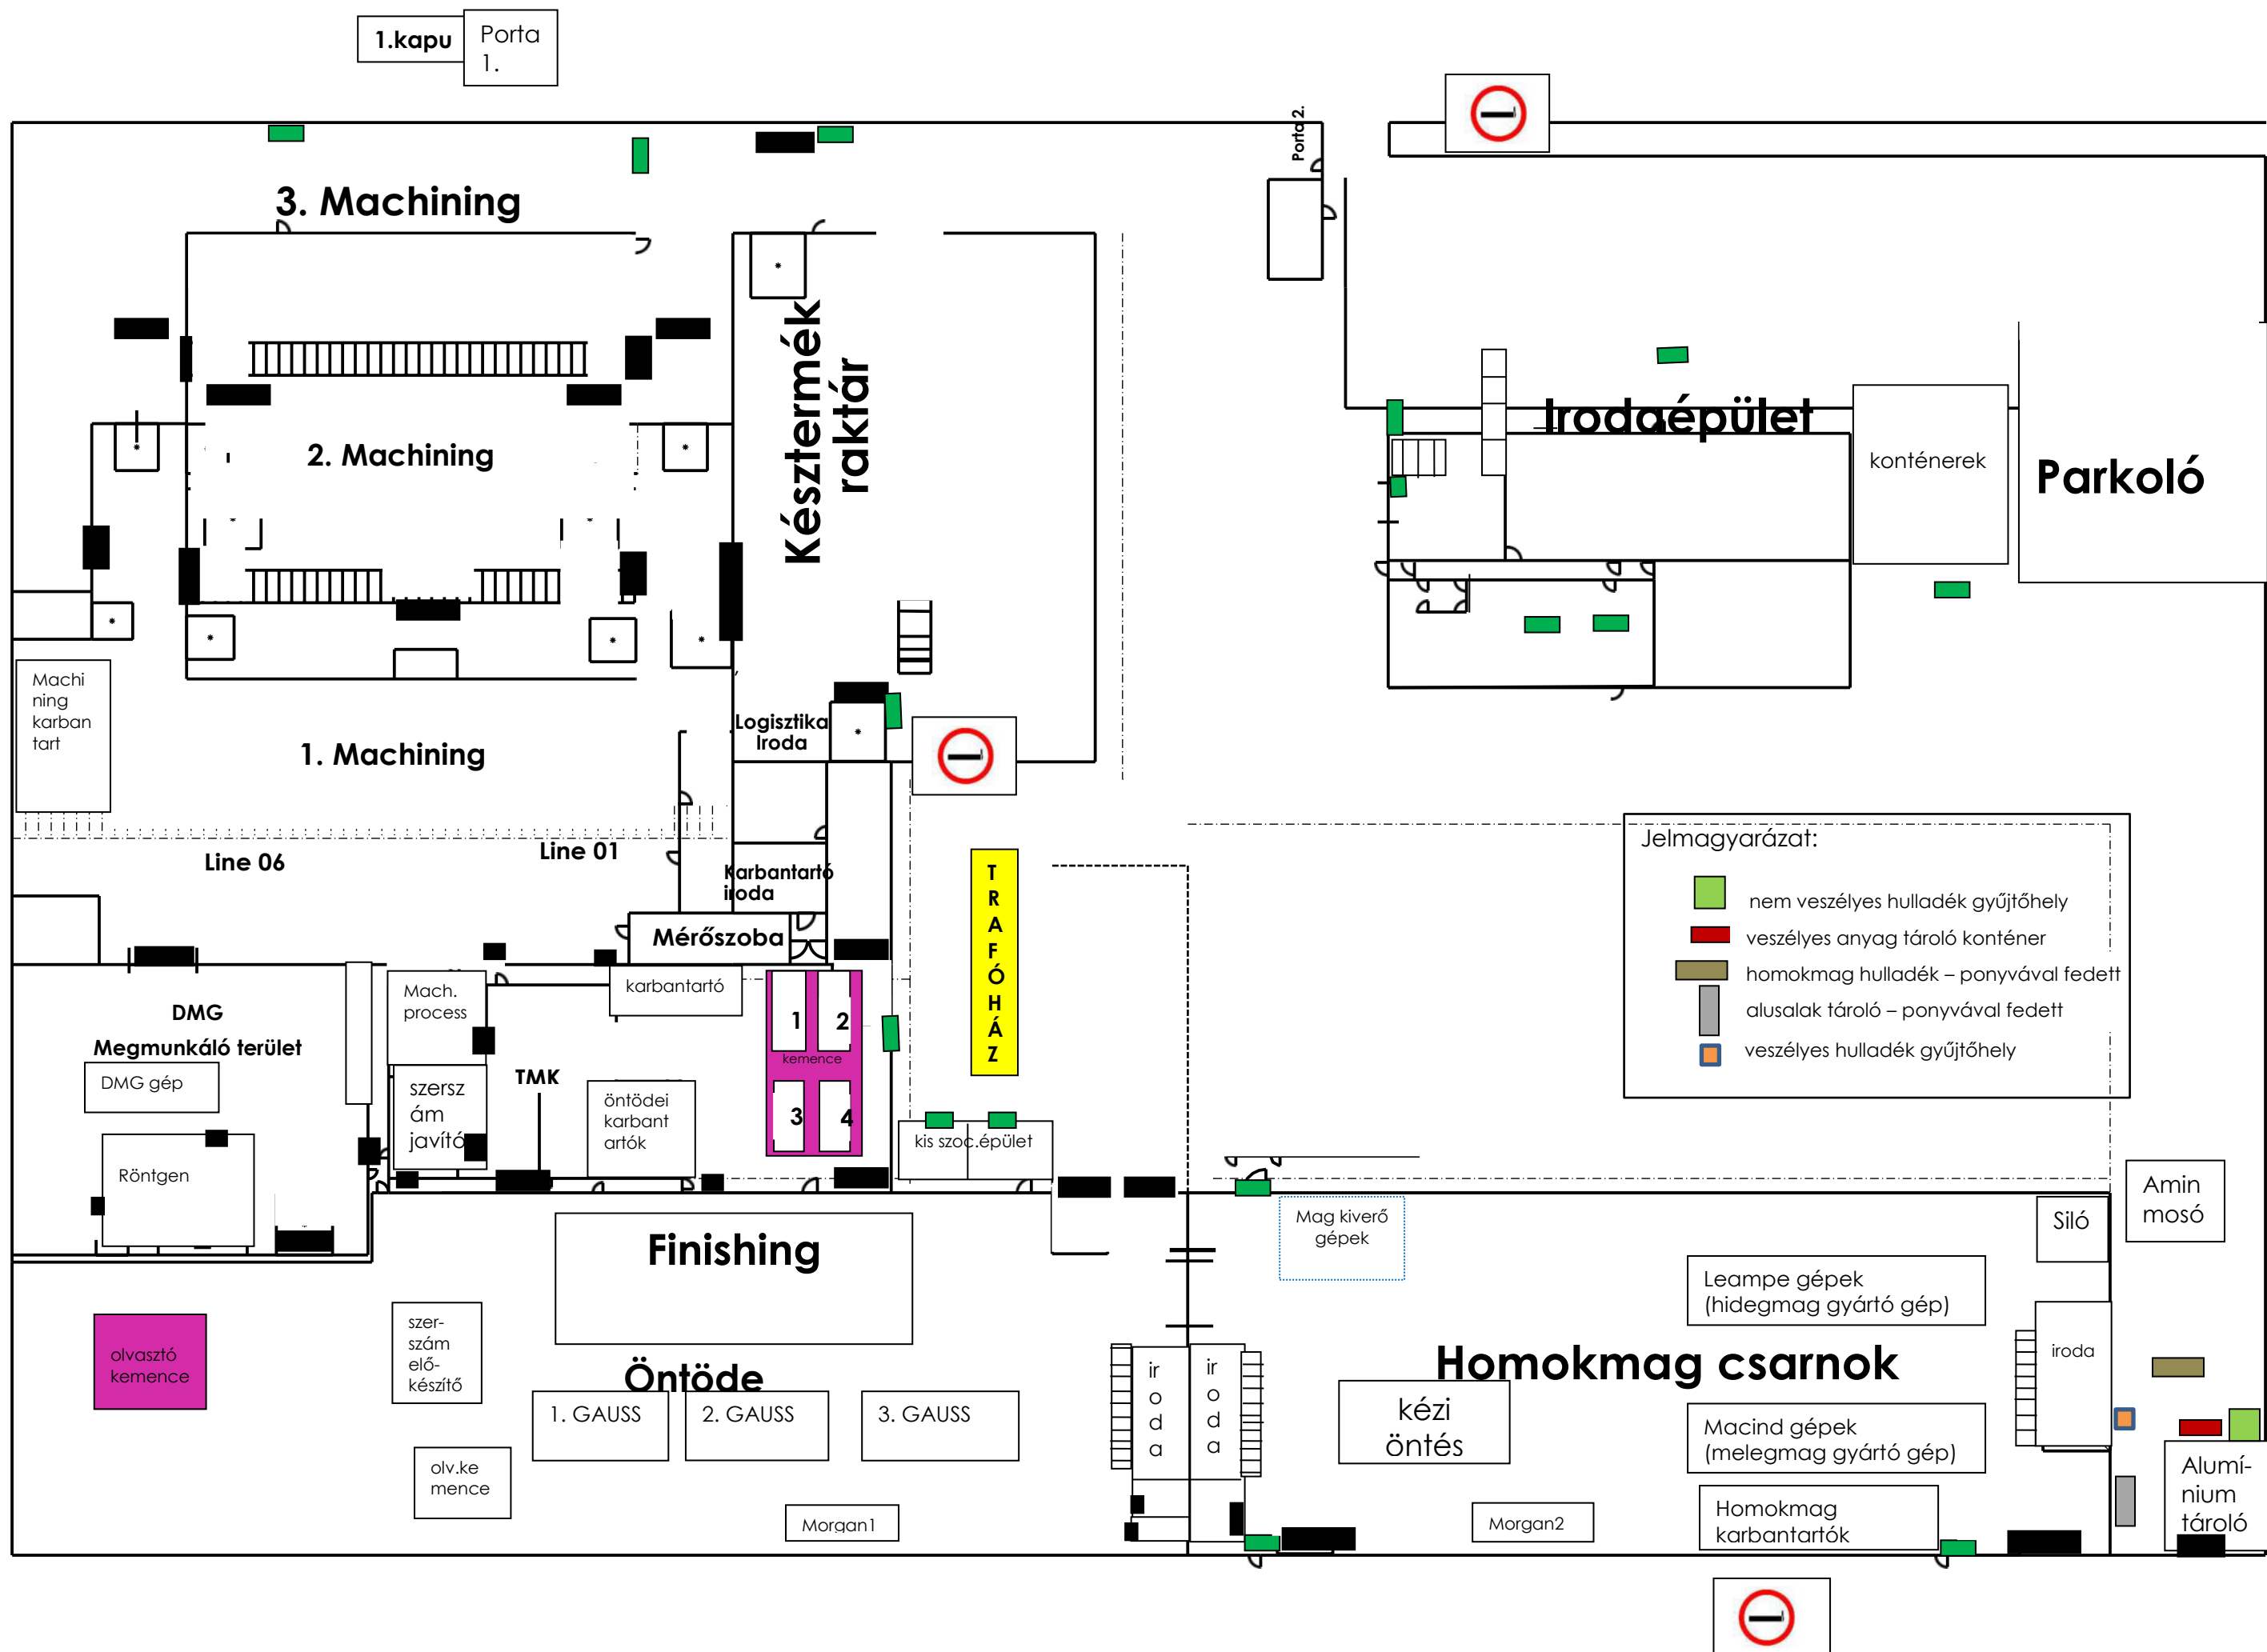 1.kapu
Porta
1.
Porta 2.
3. Machining
Késztermék
raktár
2. Machining
Irodaépület
konténerek
Parkoló
Machi
ning
karban
tart
1. Machining
Logisztika
Iroda
Line 06
Line 01
Karbantartó
iroda
Mérőszoba
T
R
A
F
Ó
H
Á
Z
Jelmagyarázat:
nem veszélyes hulladék gyűjtőhely
veszélyes anyag tároló konténer
homokmag hulladék – ponyvával fedett
alusalak tároló – ponyvával fedett
veszélyes hulladék gyűjtőhely
DMG
Megmunkáló terület
DMG gép
Röntgen
Mach.
process
szersz
ám
javító
TMK
karbantartó
öntödei
karbant
artók
1
2
kemence
3
4
kis szoc.épület
Finishing
Mag kiverő
gépek
Siló
Amin
mosó
Leampe gépek
(hidegmag gyártó gép)
olvasztó
kemence
szer-
szám
elő-
készítő
Öntöde
1. GAUSS
2. GAUSS
3. GAUSS
olv.ke
mence
Morgan1
ir
o
d
a
ir
o
d
a
Homokmag csarnok
kézi
öntés
iroda
Macind gépek
(melegmag gyártó gép)
Morgan2
Homokmag
karbantartók
Alumí-
nium
tároló